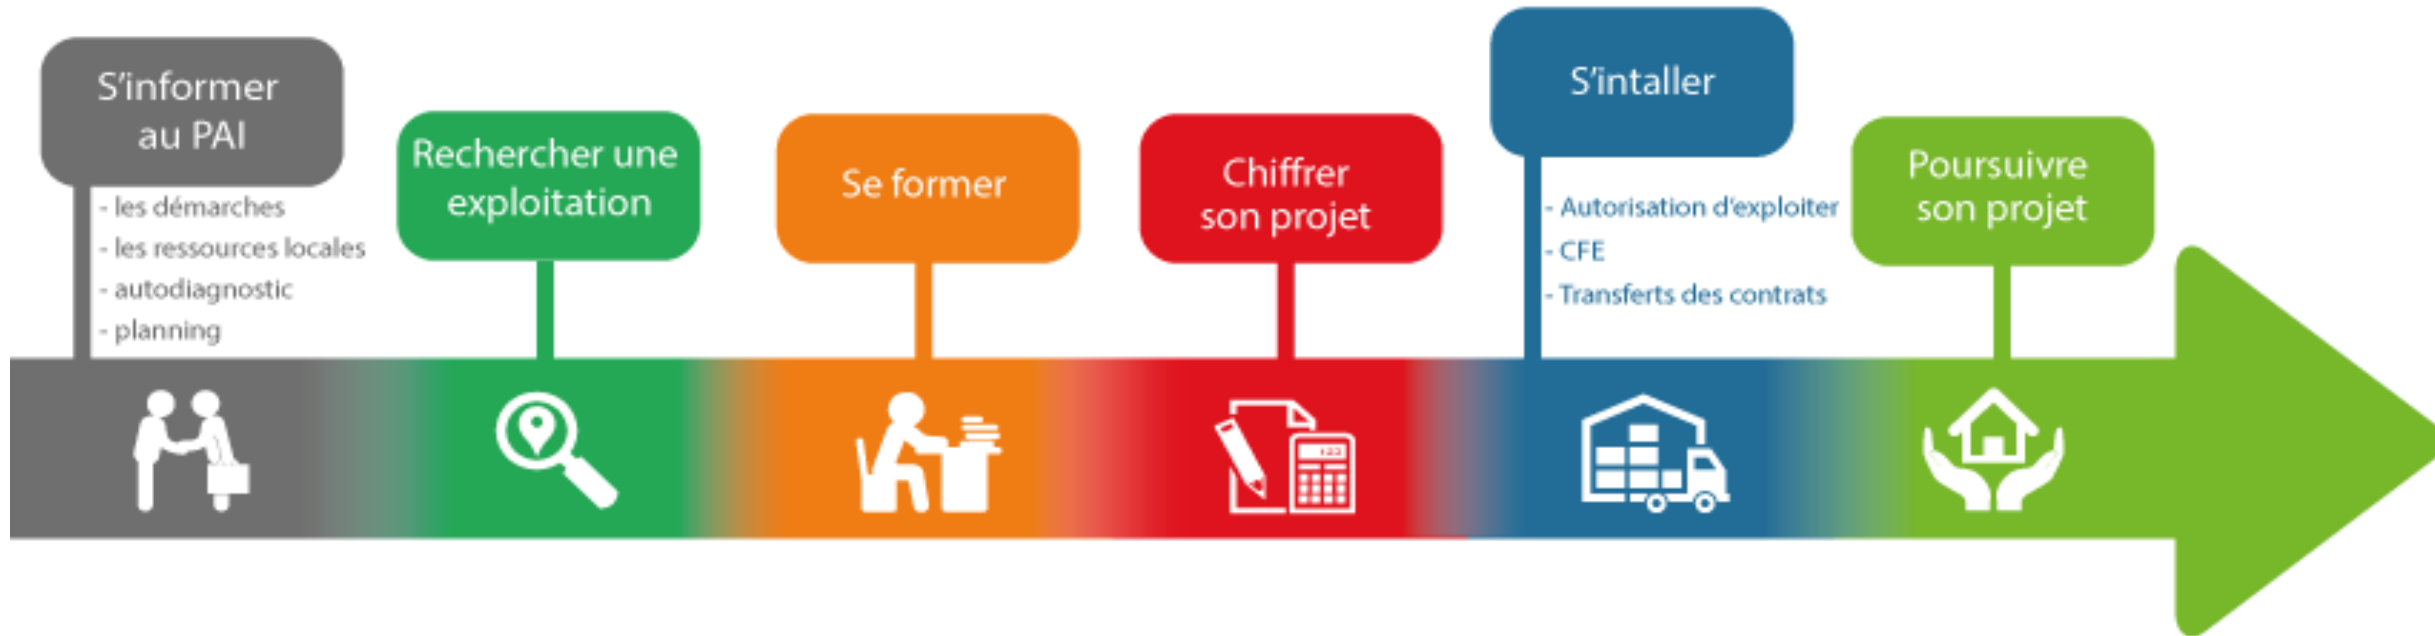 S'informer
au PAI
- les démarches
- les ressources locales
- autodiagnostic
- planning
Rechercher une
exploitation
Se former
Chiffrer
son projet
S'intaller
- Autorisation d'exploiter
- CFE
- Transferts des contrats
Poursuivre
son projet
123